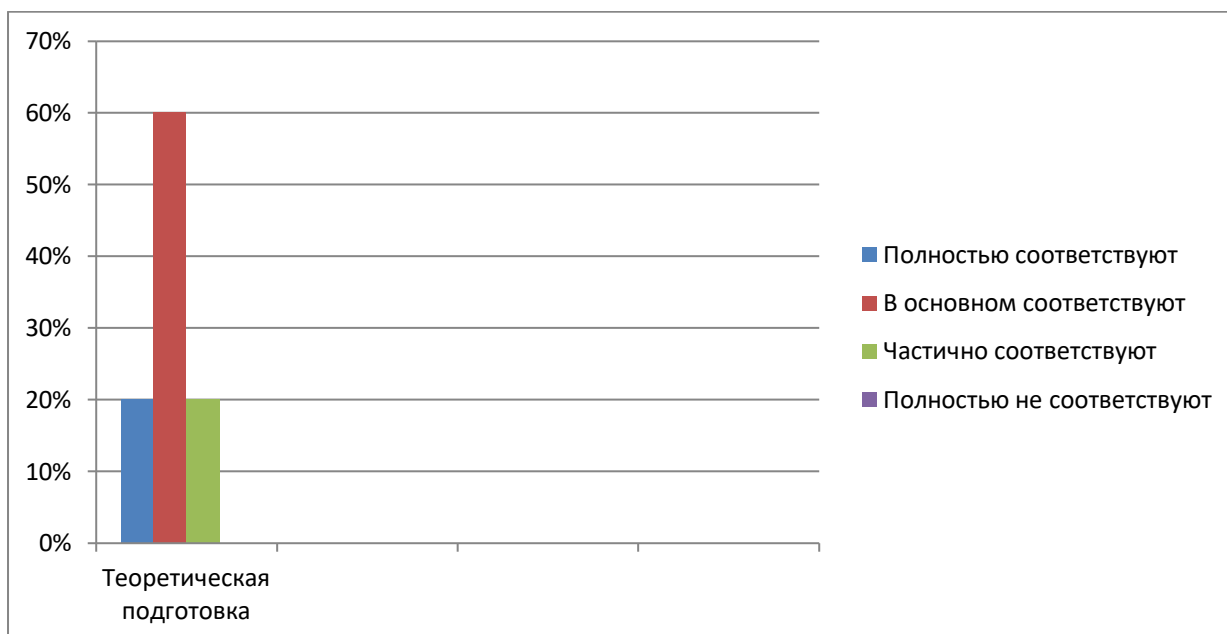 70%
60%
50%
40%
30%
20%
10%
0%
Теоретическая
подготовка
Полностью соответствуют
В основном соответствуют
Частично соответствуют
Полностью не соответствуют